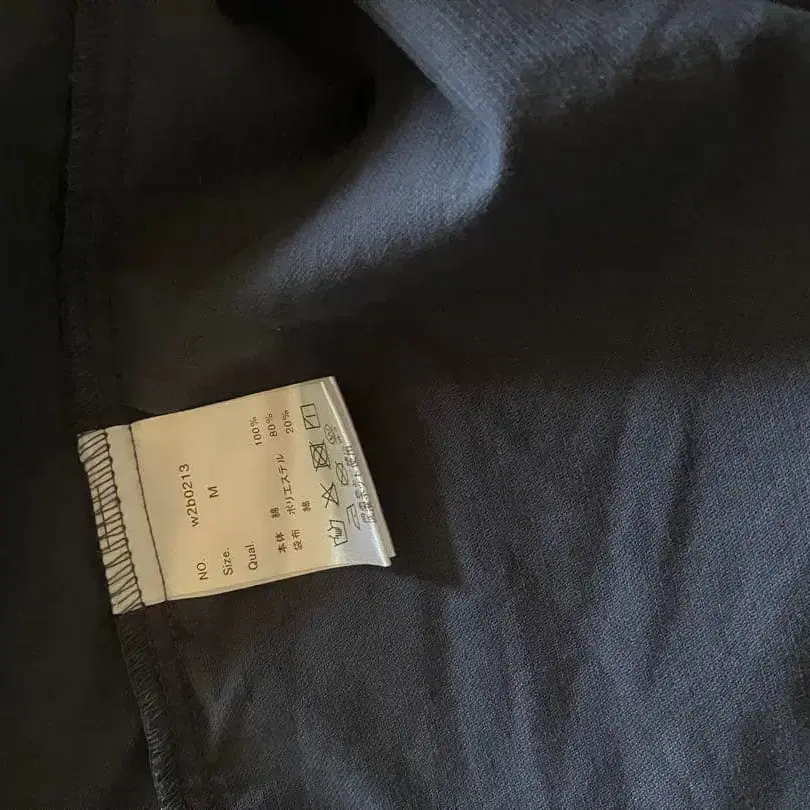 NO. w2b0213
Size. M
Qual.
本体 綿 100%
袋布 ポリエステル 80%
綿 20%